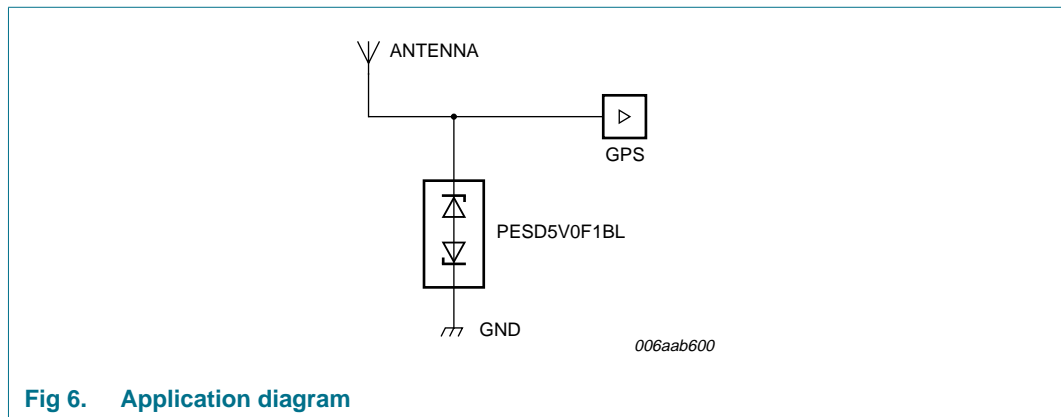 ANTENNA
GPS
PESD5V0F1BL
GND
006aab600
Fig 6. Application diagram